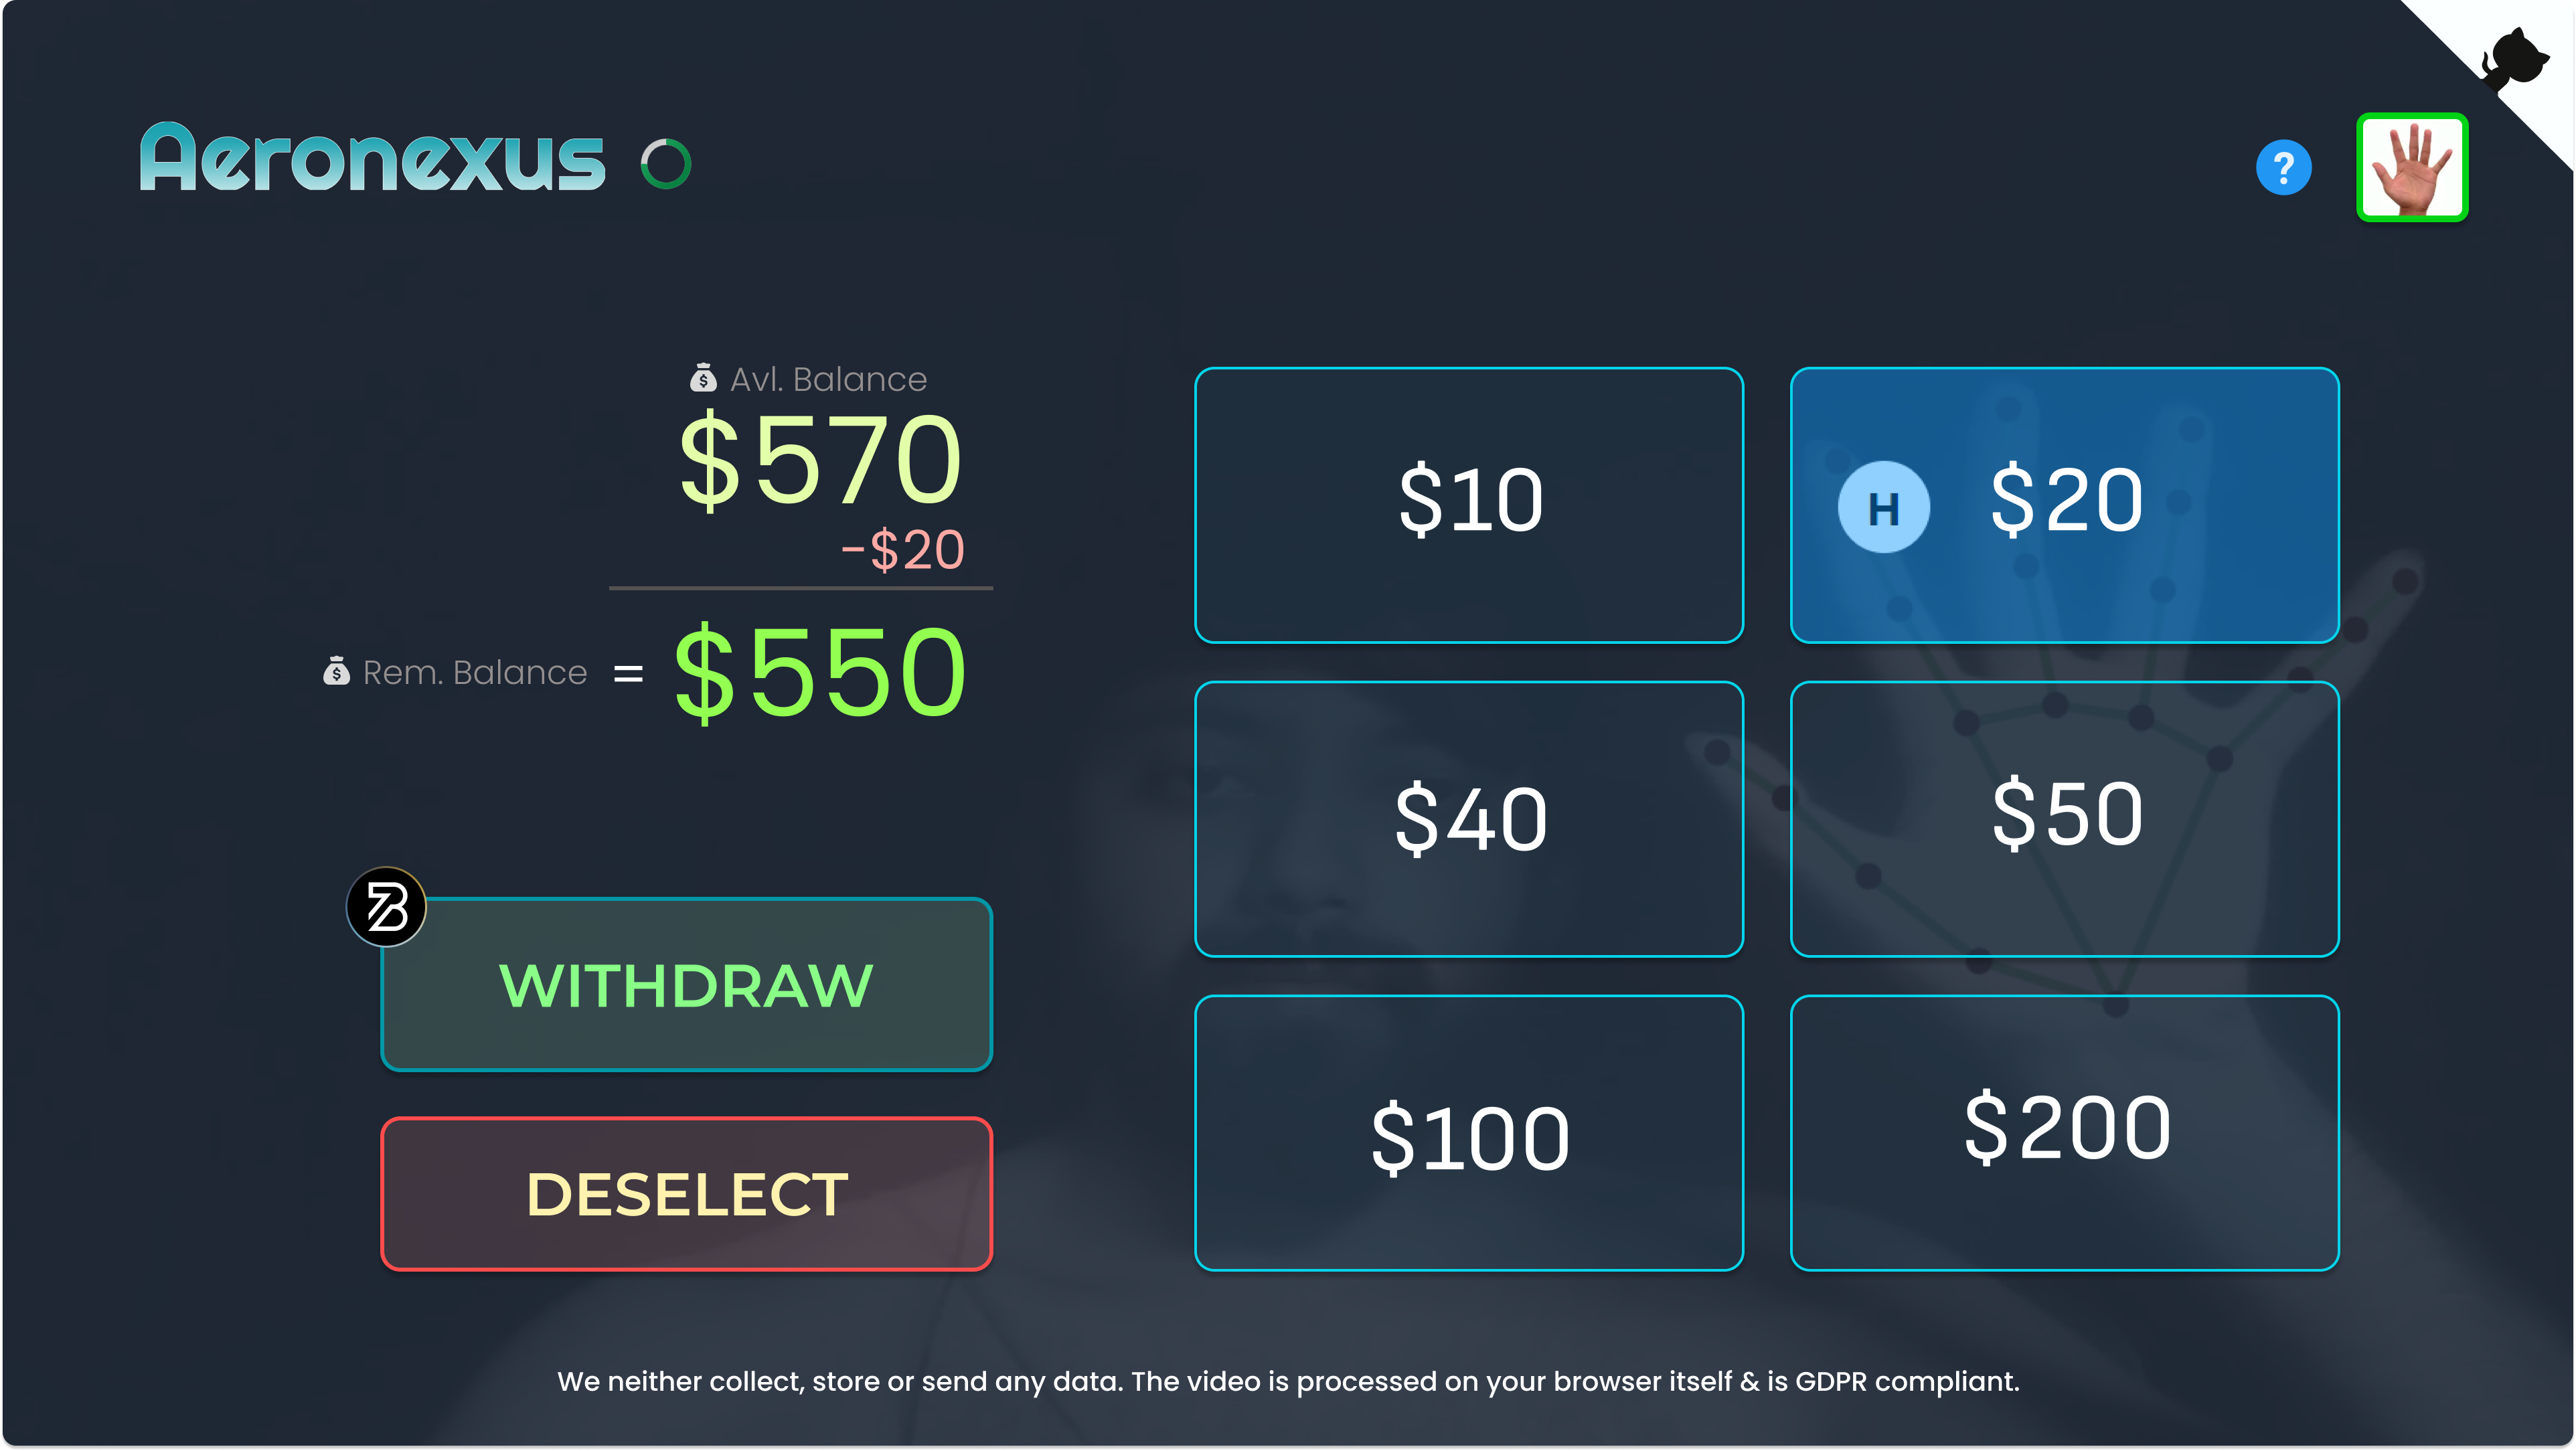 Aeronexus
?
Avl. Balance
$570
-$20
Rem. Balance = $550
WITHDRAW
DESELECT
$10
H $20
$40
$50
$100
$200
We neither collect, store or send any data. The video is processed on your browser itself & is GDPR compliant.